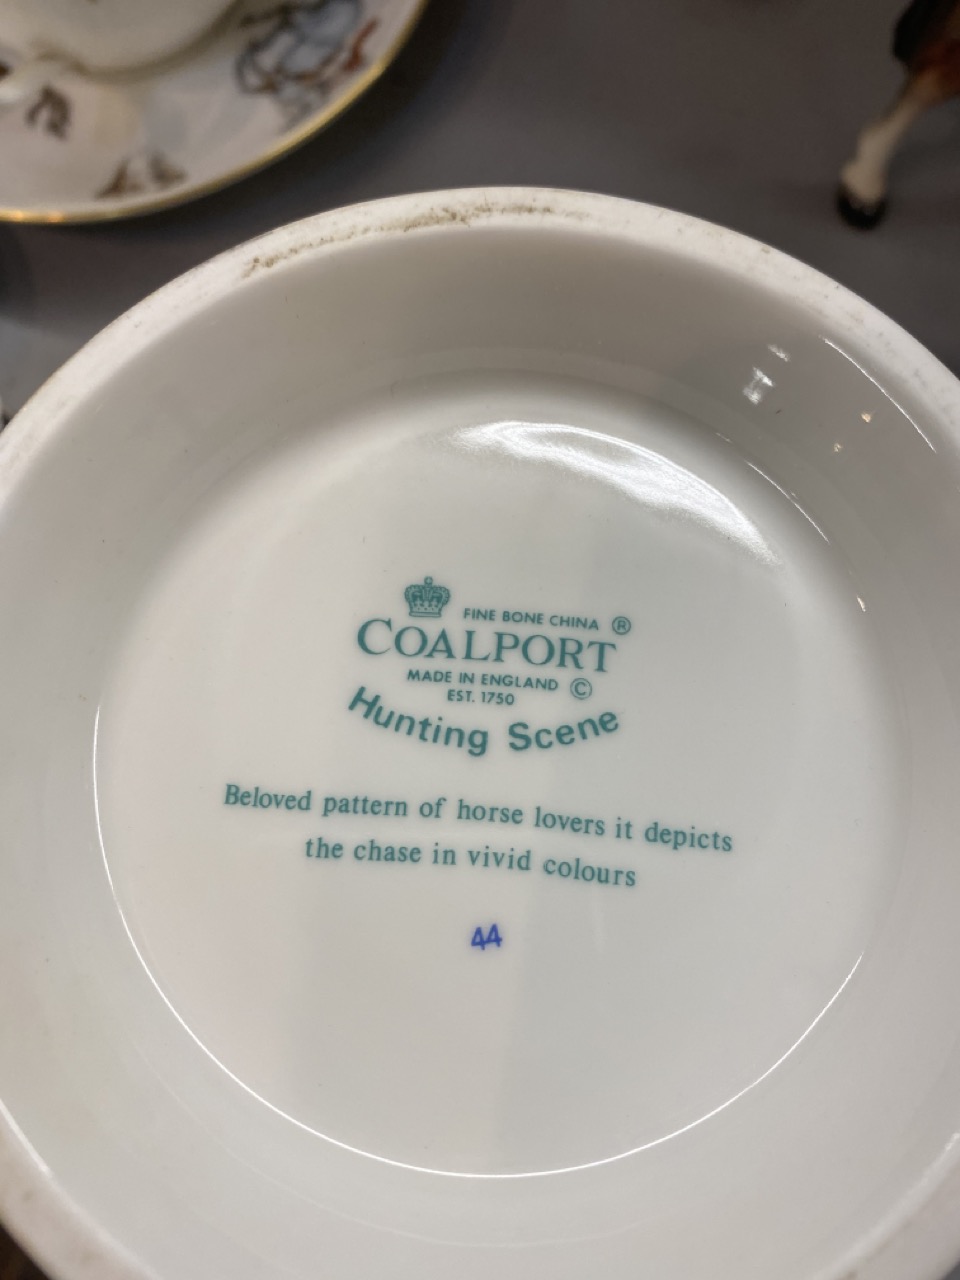 FINE BONE CHINA ®
COALPORT
MADE IN ENGLAND ©
EST. 1750
Hunting Scene
Beloved pattern of horse lovers it depicts
the chase in vivid colours
44